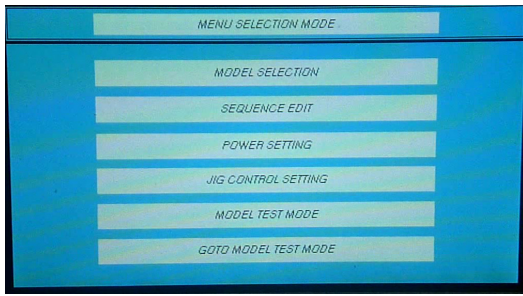 MENU SELECTION MODE
MODEL SELECTION
SEQUENCE EDIT
POWER SETTING
JIG CONTROL SETTING
MODEL TEST MODE
GOTO MODEL TEST MODE